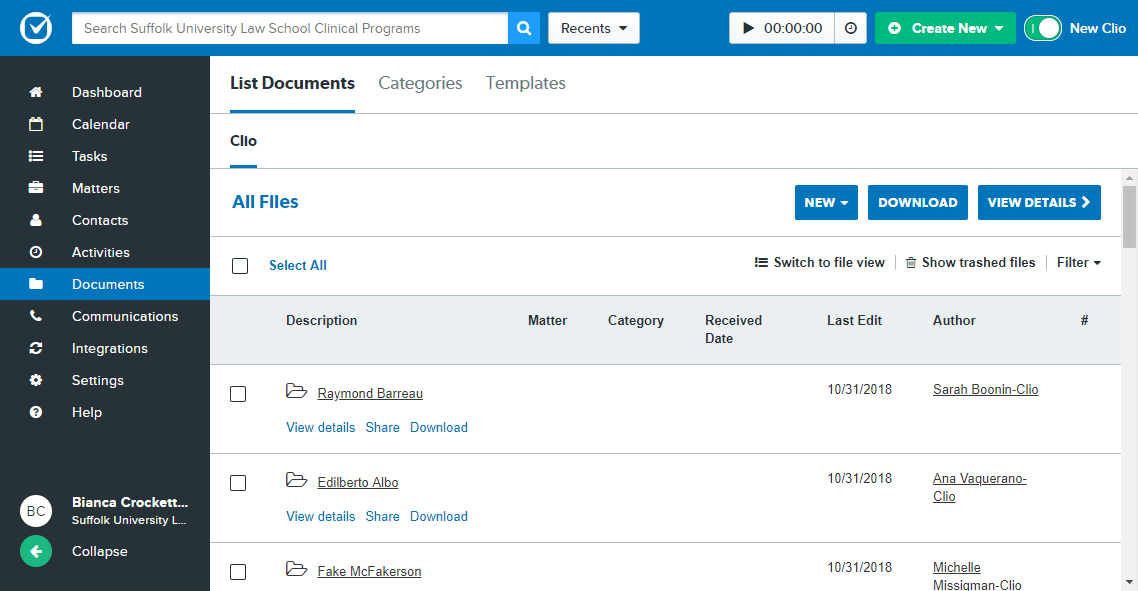 Search Suffolk University Law School Clinical Programs
Recents
00:00:00
Create New
New Clio
Dashboard
Calendar
Tasks
Matters
Contacts
Activities
Documents
Communications
Integrations
Settings
Help
BC
Bianca Crockett...
Suffolk University L...
Collapse
List Documents Categories Templates
Clio
All Files
NEW DOWNLOAD VIEW DETAILS
Select All
Switch to file view Show trashed files Filter
Description Matter Category Received Date Last Edit Author #
Raymond Barreau 10/31/2018 Sarah Boonin-Clio
View details Share Download
Edilberto Albo 10/31/2018 Ana Vaquerano-
Clio
View details Share Download
Fake McFakerson 10/31/2018 Michelle
Missigman-Clio